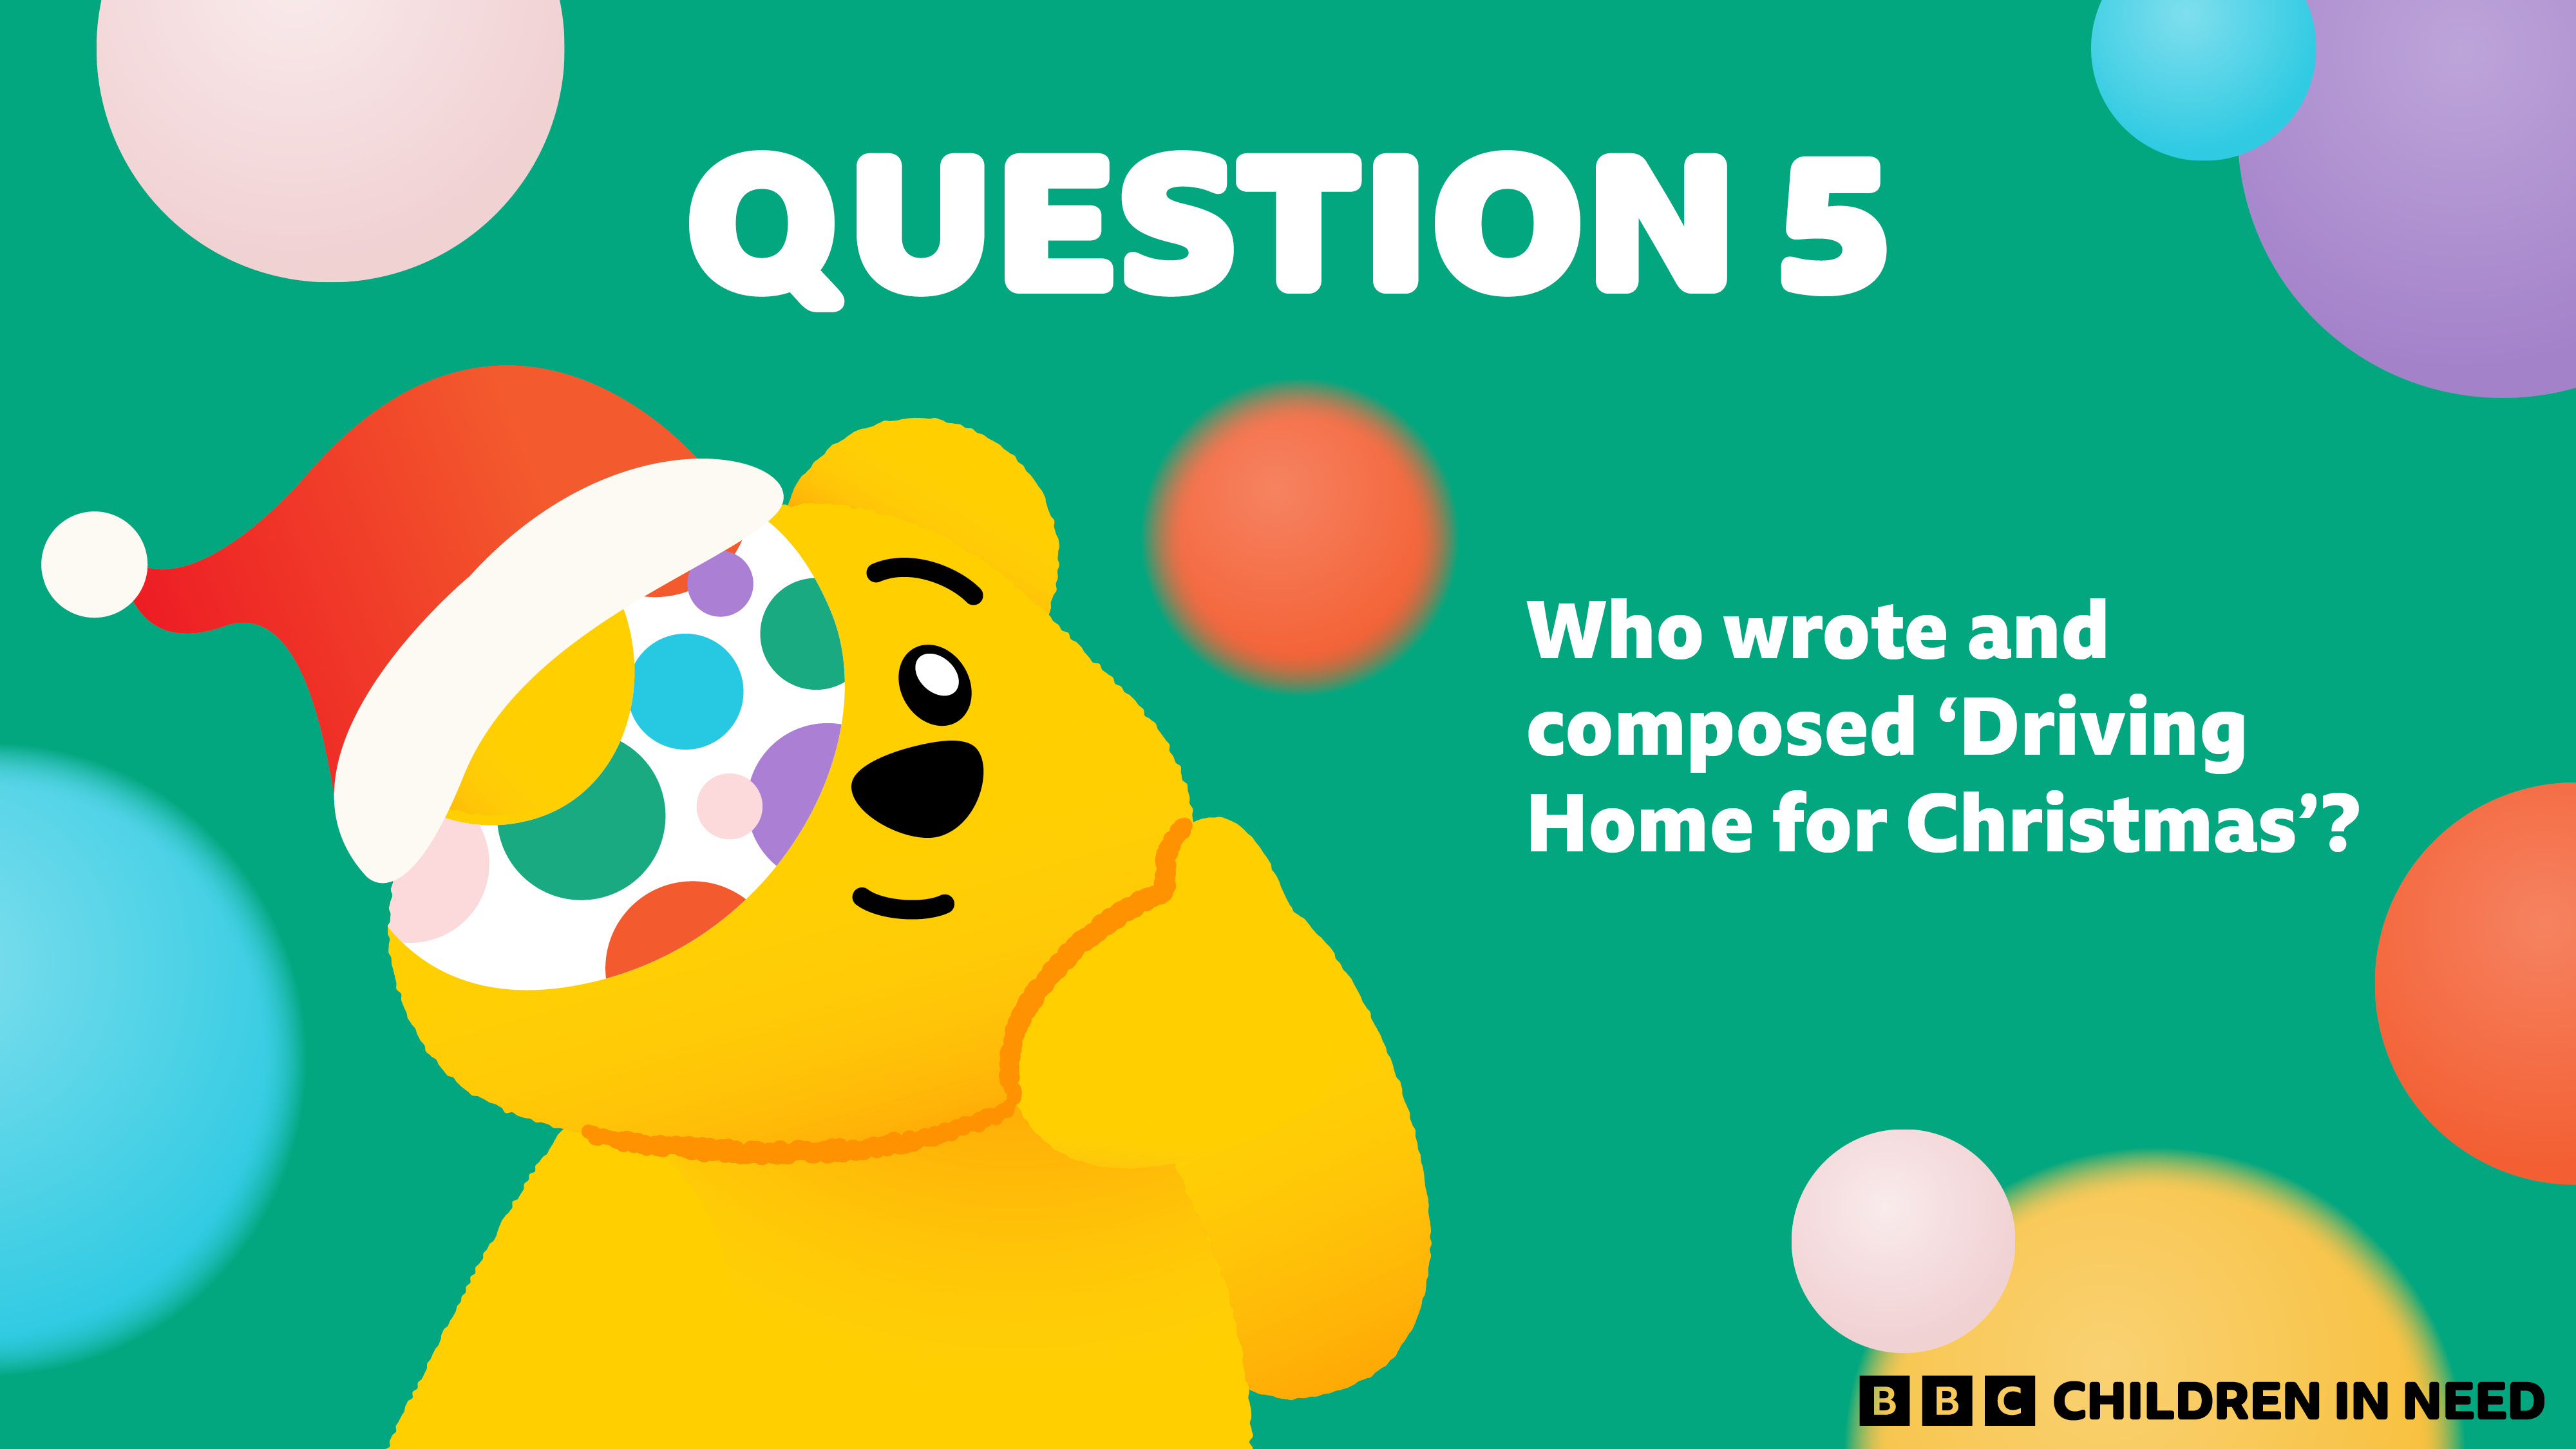 QUESTION 5
Who wrote and
composed ‘Driving
Home for Christmas’?
BBC CHILDREN IN NEED